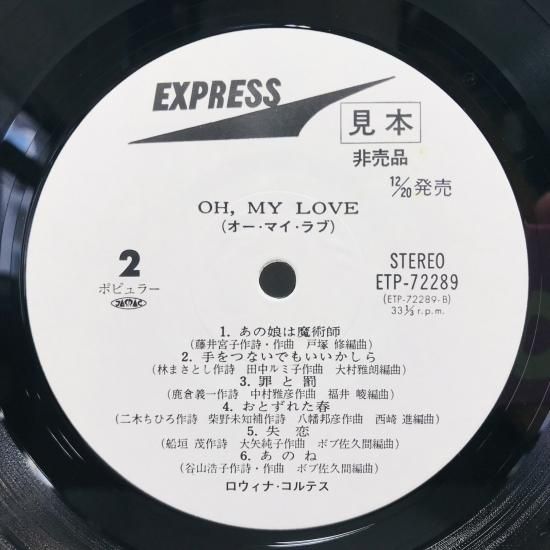 EXPRESS
見本
非売品
12/20 発売
OH, MY LOVE
(オー・マイ・ラブ)
2
ポピュラー
JASRAC
STEREO
ETP-72289
(ETP-72289-B)
33⅓ r.p.m.
1. あの娘は魔術師
(藤井宮子作詩・作曲 戸塚 修編曲)
2. 手をつないでもいいかしら
(林まさとし作詩 田中ルミ子作曲 大村雅朗編曲)
3. 罪と罰
(鹿倉義一作詩 中村雅彦作曲 福井 崚編曲)
4. おとずれた春
(二木ちひろ作詩 柴野未知補作詩 八幡邦彦作曲 西崎 進編曲)
5. 失恋
(船垣 茂作詩 大矢純子作曲 ボブ佐久間編曲)
6. あのね
(谷山浩子作詩・作曲 ボブ佐久間編曲)
ロウィナ・コルテス